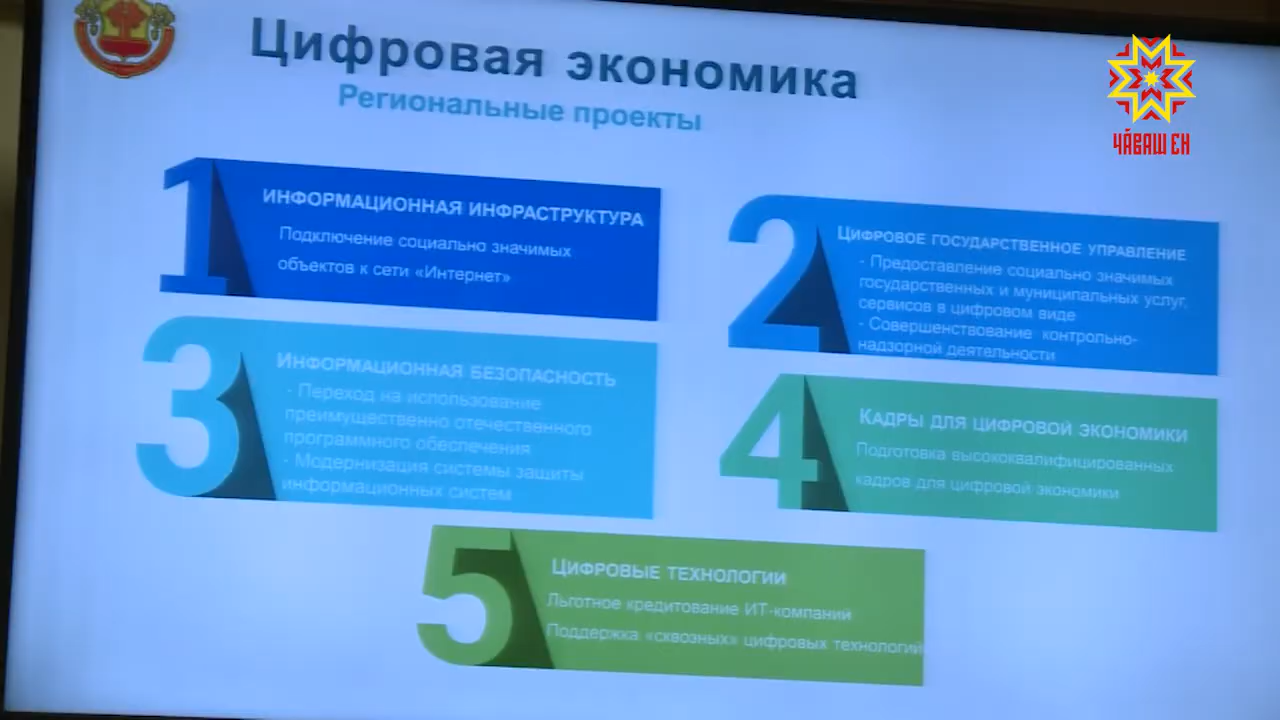 Цифровая экономика
Региональные проекты
ЧӐВАШ ЕН
1
ИНФОРМАЦИОННАЯ ИНФРАСТРУКТУРА
Подключение социально значимых
объектов к сети «Интернет»
2
ЦИФРОВОЕ ГОСУДАРСТВЕННОЕ УПРАВЛЕНИЕ
- Предоставление социально значимых
государственных и муниципальных услуг,
сервисов в цифровом виде
- Совершенствование контрольно-
надзорной деятельности
3
ИНФОРМАЦИОННАЯ БЕЗОПАСНОСТЬ
- Переход на использование
преимущественно отечественного
программного обеспечения
- Модернизация системы защиты
информационных систем
4
КАДРЫ ДЛЯ ЦИФРОВОЙ ЭКОНОМИКИ
Подготовка высококвалифицированных
кадров для цифровой экономики
5
ЦИФРОВЫЕ ТЕХНОЛОГИИ
Льготное кредитование ИТ-компаний
Поддержка «сквозных» цифровых технологий